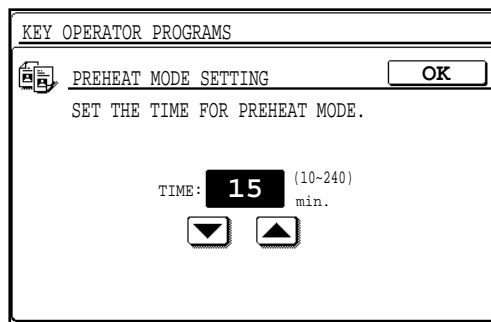 KEY OPERATOR PROGRAMS
PREHEAT MODE SETTING
OK
SET THE TIME FOR PREHEAT MODE.
TIME: 15 (10~240)
min.